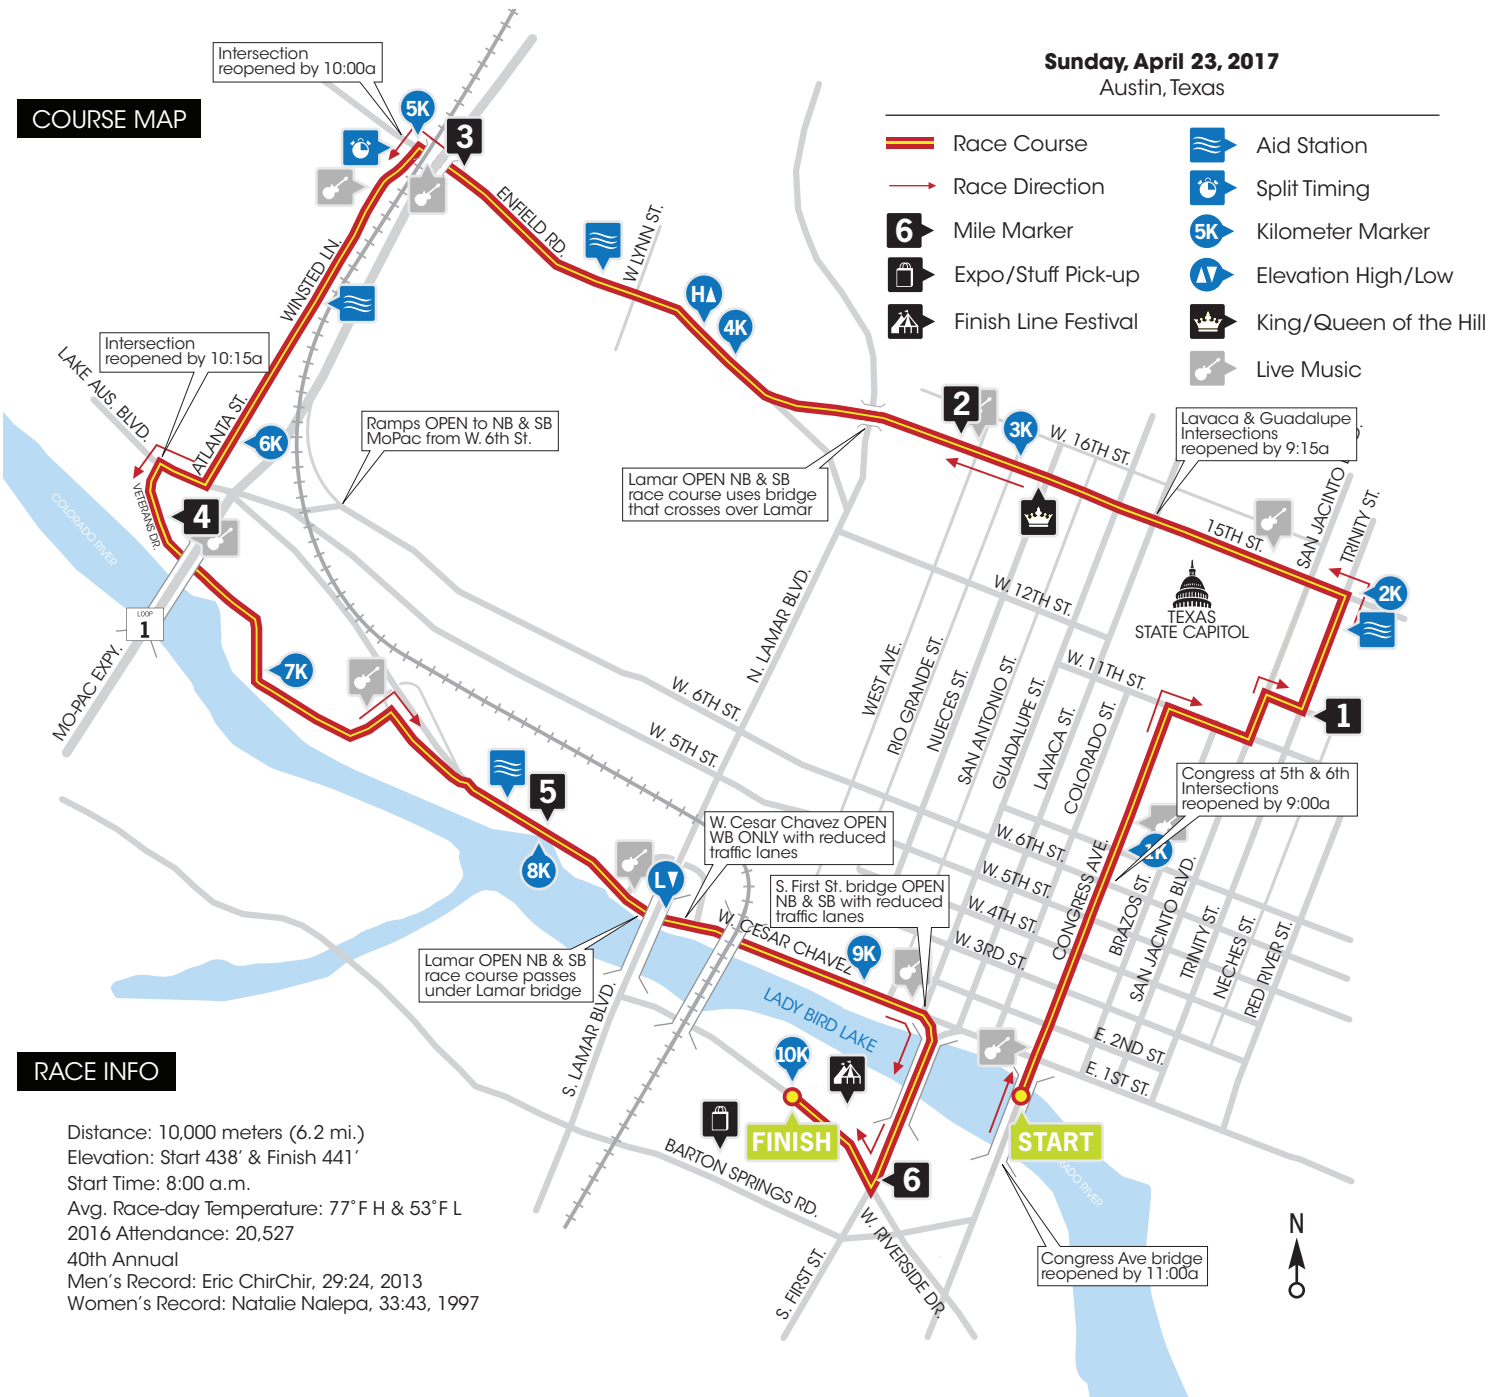 Sunday, April 23, 2017
Austin, Texas
COURSE MAP
Race Course
Race Direction
6
Mile Marker
Expo/Stuff Pick-up
Finish Line Festival
Aid Station
Split Timing
5K
Kilometer Marker
Elevation High/Low
King/Queen of the Hill
Live Music
Intersection
reopened by 10:00a
5K
3
ENFIELD RD.
W LYNN ST.
H
4K
WINSTED LN.
Intersection
reopened by 10:15a
LAKE AUS. BLVD.
ATLANTA ST.
6K
Ramps OPEN to NB & SB
MoPac from W. 6th St.
VETERANS DR.
4
COLORADO RIVER
LOOP
1
MO-PAC EXPY.
7K
2
3K
W. 16TH ST.
Lavaca & Guadalupe
Intersections
reopened by 9:15a
Lamar OPEN NB & SB
race course uses bridge
that crosses over Lamar
15TH ST.
SAN JACINTO
TRINITY ST.
2K
TEXAS
STATE CAPITOL
W. 12TH ST.
W. 11TH ST.
1
N. LAMAR BLVD.
WEST AVE.
RIO GRANDE ST.
NUECES ST.
SAN ANTONIO ST.
GUADALUPE ST.
LAVACA ST.
COLORADO ST.
W. 6TH ST.
W. 5TH ST.
Congress at 5th & 6th
Intersections
reopened by 9:00a
1K
5
8K
L
W. Cesar Chavez OPEN
WB ONLY with reduced
traffic lanes
S. First St. bridge OPEN
NB & SB with reduced
traffic lanes
W. 6TH ST.
W. 5TH ST.
W. 4TH ST.
W. 3RD ST.
CONGRESS AVE.
BRAZOS ST.
SAN JACINTO BLVD.
TRINITY ST.
NECHES ST.
RED RIVER ST.
W. CESAR CHAVEZ
9K
Lamar OPEN NB & SB
race course passes
under Lamar bridge
LADY BIRD LAKE
S. LAMAR BLVD.
E. 2ND ST.
E. 1ST ST.
10K
FINISH
START
6
BARTON SPRINGS RD.
W. RIVERSIDE DR.
S. FIRST ST.
RIVER
Congress Ave bridge
reopened by 11:00a
N
RACE INFO
Distance: 10,000 meters (6.2 mi.)
Elevation: Start 438’ & Finish 441’
Start Time: 8:00 a.m.
Avg. Race-day Temperature: 77˚F H & 53˚F L
2016 Attendance: 20,527
40th Annual
Men’s Record: Eric ChirChir, 29:24, 2013
Women’s Record: Natalie Nalepa, 33:43, 1997